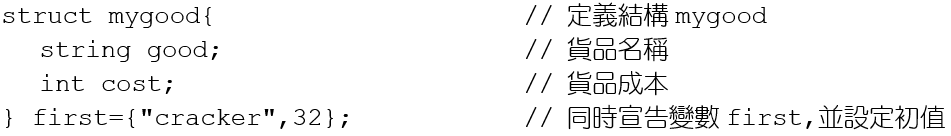 struct mygood{ // 定義結構 mygood
string good; // 貨品名稱
int cost; // 貨品成本
} first={"cracker",32}; // 同時宣告變數 first,並設定初值